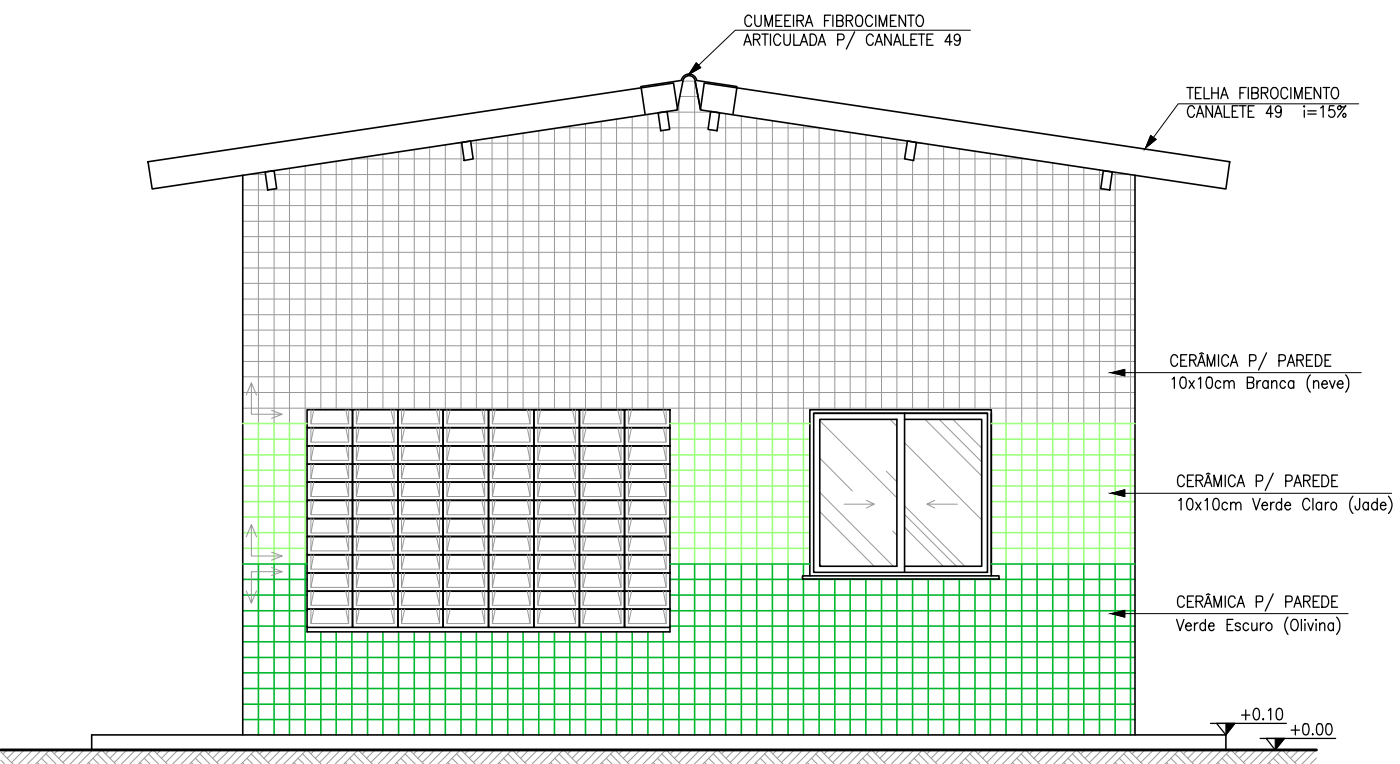 CUMEEIRA FIBROCIMENTO
ARTICULADA P/ CANALETE 49
TELHA FIBROCIMENTO
CANALETE 49 i=15%
CERÂMICA P/ PAREDE
10x10cm Branca (neve)
CERÂMICA P/ PAREDE
10x10cm Verde Claro (Jade)
CERÂMICA P/ PAREDE
Verde Escuro (Olivina)
+0.10
+0.00